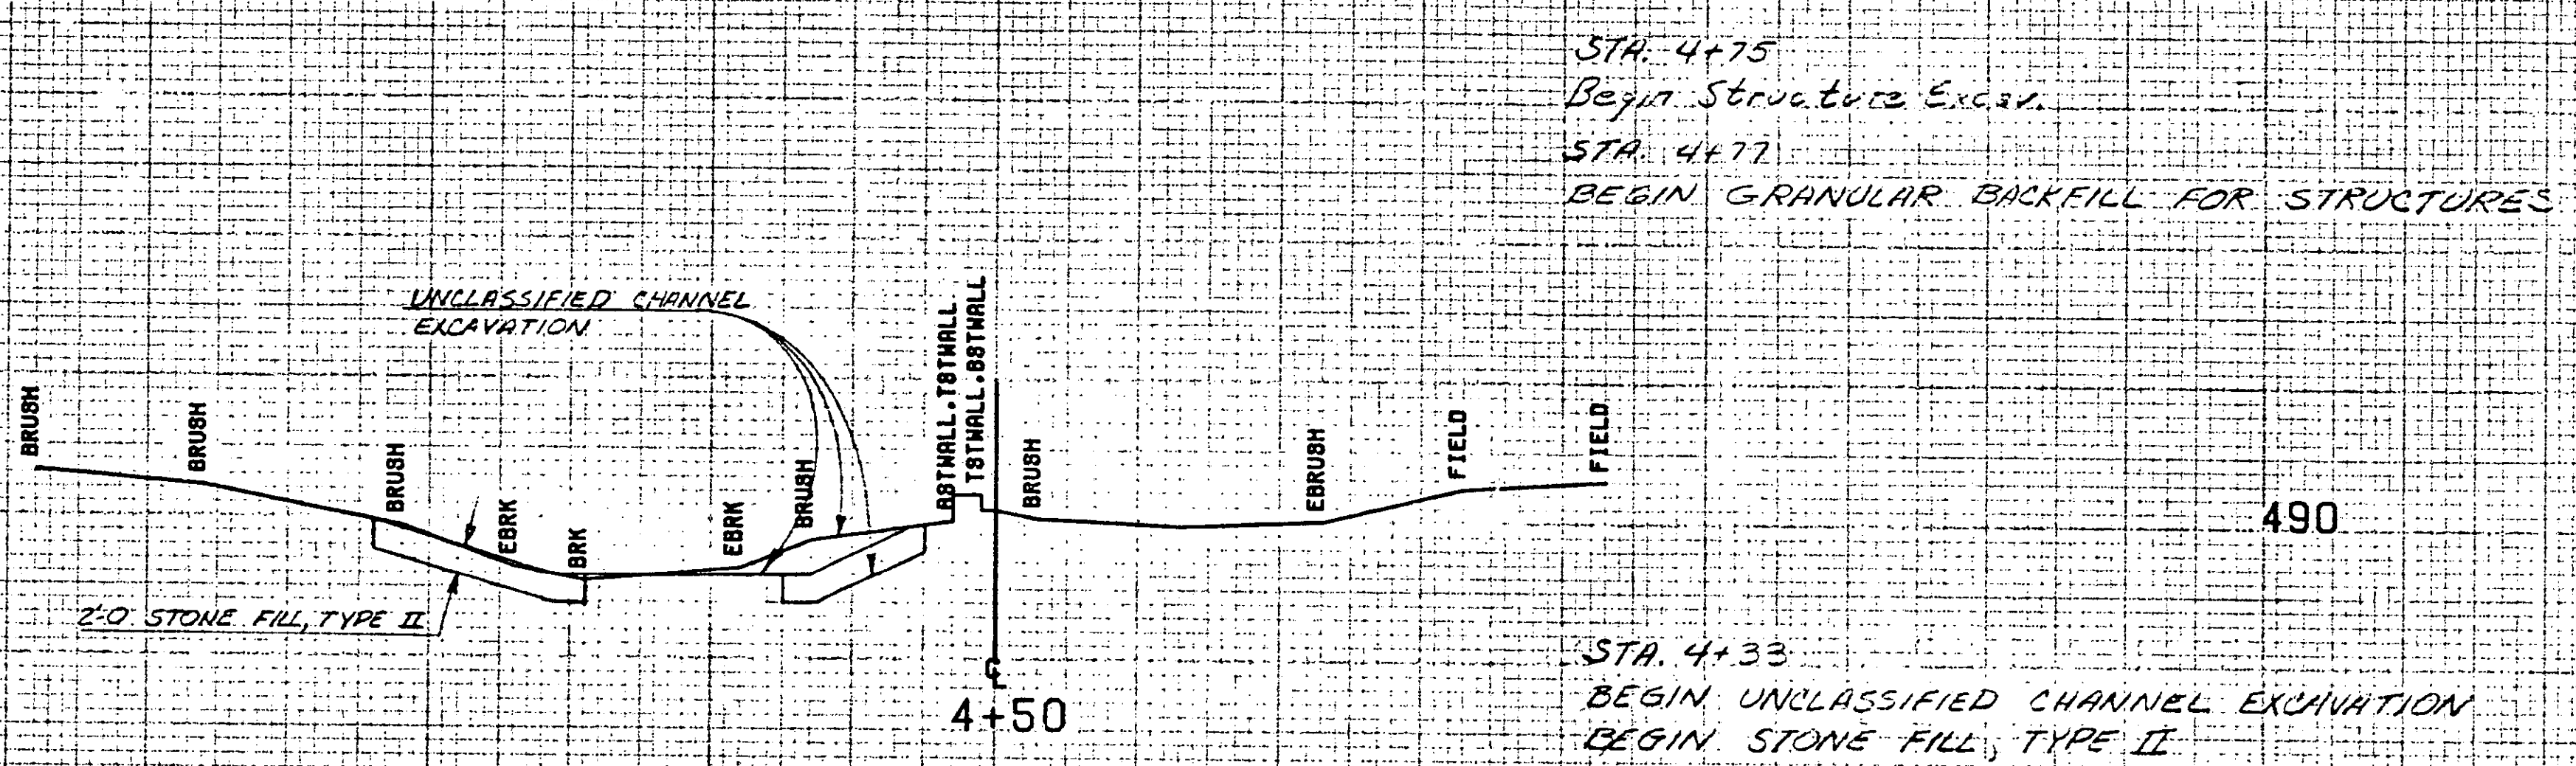 STA. 4+75
Begin Structure Excav.
STA. 4+77
BEGIN GRANULAR BACKFILL FOR STRUCTURES
UNCLASSIFIED CHANNEL
EXCAVATION
BRUSH
BRUSH
BRUSH
EBRK
BRK
EBRK
BRUSH
BSTWALL.TSTWALL
TSTWALL.BSTWALL
BRUSH
EBRUSH
FIELD
FIELD
490
2'-0 STONE FILL, TYPE II
CL
4+50
STA. 4+33
BEGIN UNCLASSIFIED CHANNEL EXCAVATION
BEGIN STONE FILL, TYPE II